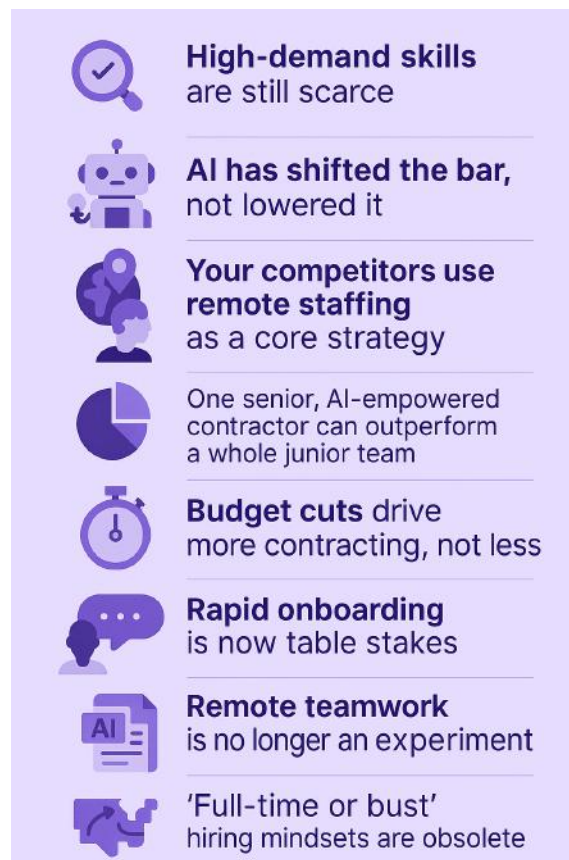 High-demand skills
are still scarce
AI has shifted the bar,
not lowered it
Your competitors use
remote staffing
as a core strategy
One senior, AI-empowered
contractor can outperform
a whole junior team
Budget cuts drive
more contracting, not less
Rapid onboarding
is now table stakes
AI
Remote teamwork
is no longer an experiment
‘Full-time or bust’
hiring mindsets are obsolete